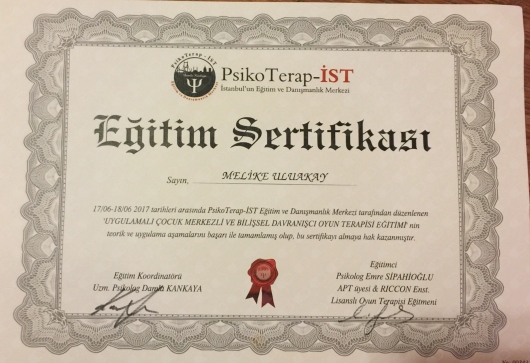 PsikoTerap-İST
PsikoTerap-İST
İstanbul'un Eğitim ve Danışmanlık Merkezi
Eğitim Sertifikası
Sayın, MELİKE ULUAKAY
17/06-18/06 2017 tarihleri arasında PsikoTerap-İST Eğitim ve Danışmanlık Merkezi tarafından düzenlenen
'UYGULAMALI ÇOCUK MERKEZLİ VE BİLİŞSEL DAVRANIŞCI OYUN TERAPİSİ EĞİTİMİ' nin
teorik ve uygulama aşamalarını başarı ile tamamlamış olup, bu sertifikayı almaya hak kazanmıştır.
Eğitim Koordinatörü
Uzm. Psikolog Damla KANKAYA
Eğitimci
Psikolog Emre SİPAHİOĞLU
APT üyesi & RICCON Enst.
Lisanslı Oyun Terapisi Eğitmeni